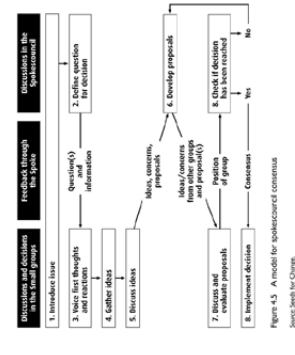 Discussions and decisions
in the Small groups
Feedback through
the Spoke
Discussions in the
Spokescouncil
1. Introduce issue
2. Define question
for decision
Question(s)
and
information
3. Voice first thoughts
and reactions
4. Gather ideas
5. Discuss ideas
Ideas, concerns,
proposals
6. Develop proposals
Ideas/concerns
from other groups
and proposal(s)
7. Discuss and
evaluate proposals
Position
of group
8. Check if decision
has been reached
No
Yes
Consensus
8. Implement decision
Figure 4.5 A model for spokescouncil consensus
Source: Seeds for Change.